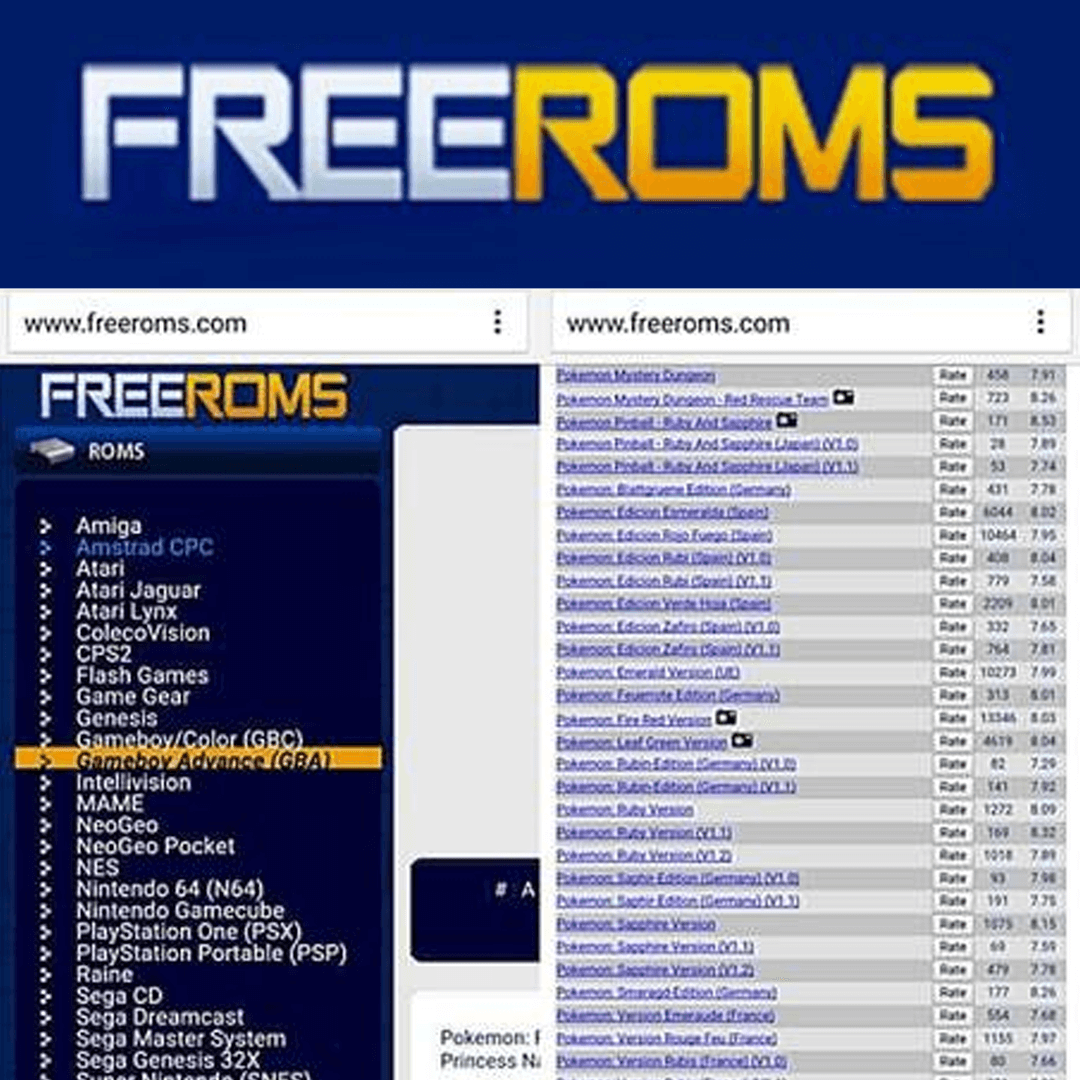 FREEROMS
www.freeroms.com
FREEROMS
ROMS
Amiga
Amstrad CPC
Atari
Atari Jaguar
Atari Lynx
ColecoVision
CPS2
Flash Games
Game Gear
Genesis
Gameboy/Color (GBC)
Gameboy Advance (GBA)
Intellivision
MAME
NeoGeo
NeoGeo Pocket
NES
Nintendo 64 (N64)
Nintendo Gamecube
PlayStation One (PSX)
PlayStation Portable (PSP)
Raine
Sega CD
Sega Dreamcast
Sega Master System
Sega Genesis 32X
Super Nintendo (SNES)
# A
Pokemon: F
Princess Na
www.freeroms.com
Pokemon Mystery Dungeon Rate 458 7.91
Pokemon Mystery Dungeon - Red Rescue Team Rate 723 8.26
Pokemon Pinball - Ruby And Sapphire Rate 171 8.53
Pokemon Pinball - Ruby And Sapphire (Japan) (V1.0) Rate 28 7.89
Pokemon Pinball - Ruby And Sapphire (Japan) (V1.1) Rate 53 7.74
Pokemon: Blattgruene Edition (Germany) Rate 431 7.78
Pokemon: Edicion Esmeralda (Spain) Rate 6044 8.02
Pokemon: Edicion Rojo Fuego (Spain) Rate 10464 7.95
Pokemon: Edicion Rubi (Spain) (V1.0) Rate 408 8.04
Pokemon: Edicion Rubi (Spain) (V1.1) Rate 779 7.58
Pokemon: Edicion Verde Hoja (Spain) Rate 2209 8.01
Pokemon: Edicion Zafiro (Spain) (V1.0) Rate 332 7.65
Pokemon: Edicion Zafiro (Spain) (V1.1) Rate 764 7.81
Pokemon: Emerald Version (UE) Rate 10273 7.99
Pokemon: Feuerrote Edition (Germany) Rate 313 8.01
Pokemon: Fire Red Version Rate 13346 8.03
Pokemon: Leaf Green Version Rate 4619 8.04
Pokemon: Rubin-Edition (Germany) (V1.0) Rate 82 7.29
Pokemon: Rubin-Edition (Germany) (V1.1) Rate 141 7.92
Pokemon: Ruby Version Rate 1272 8.09
Pokemon: Ruby Version (V1.1) Rate 169 8.32
Pokemon: Ruby Version (V1.2) Rate 1018 7.89
Pokemon: Saphir Edition (Germany) (V1.0) Rate 93 7.98
Pokemon: Saphir Edition (Germany) (V1.1) Rate 191 7.75
Pokemon: Sapphire Version Rate 1075 8.15
Pokemon: Sapphire Version (V1.1) Rate 69 7.59
Pokemon: Sapphire Version (V1.2) Rate 479 7.78
Pokemon: Smaragd-Edition (Germany) Rate 177 8.26
Pokemon: Version Emeraude (France) Rate 554 7.68
Pokemon: Version Rouge Feu (France) Rate 1155 7.97
Pokemon: Version Rubis (France) (V1.0) Rate 80 7.66